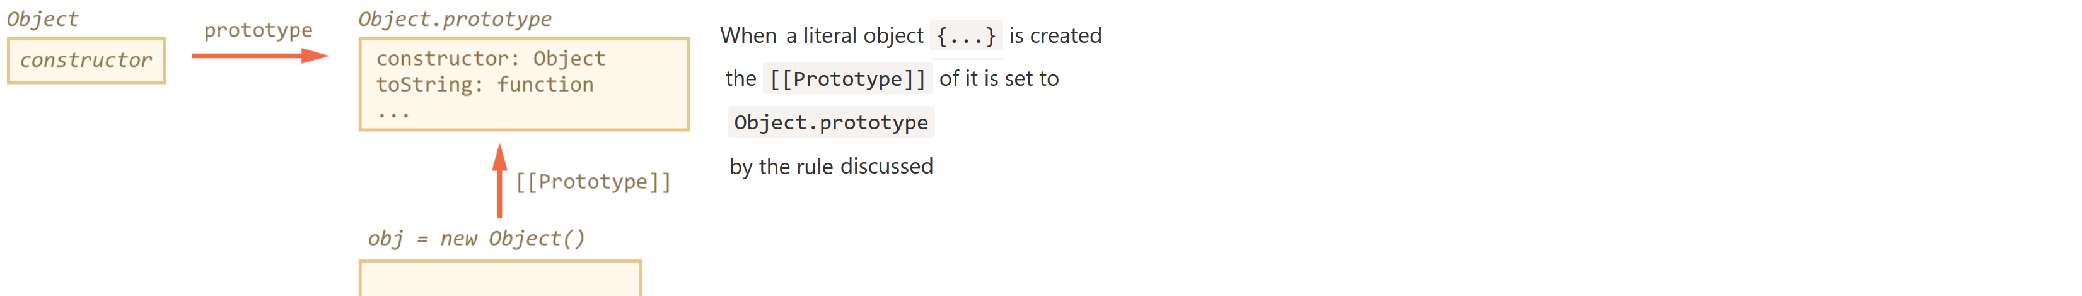 Object
constructor
prototype
Object.prototype
constructor: Object
toString: function
...
[[Prototype]]
obj = new Object()
When a literal object {...} is created
the [[Prototype]] of it is set to
Object.prototype
by the rule discussed